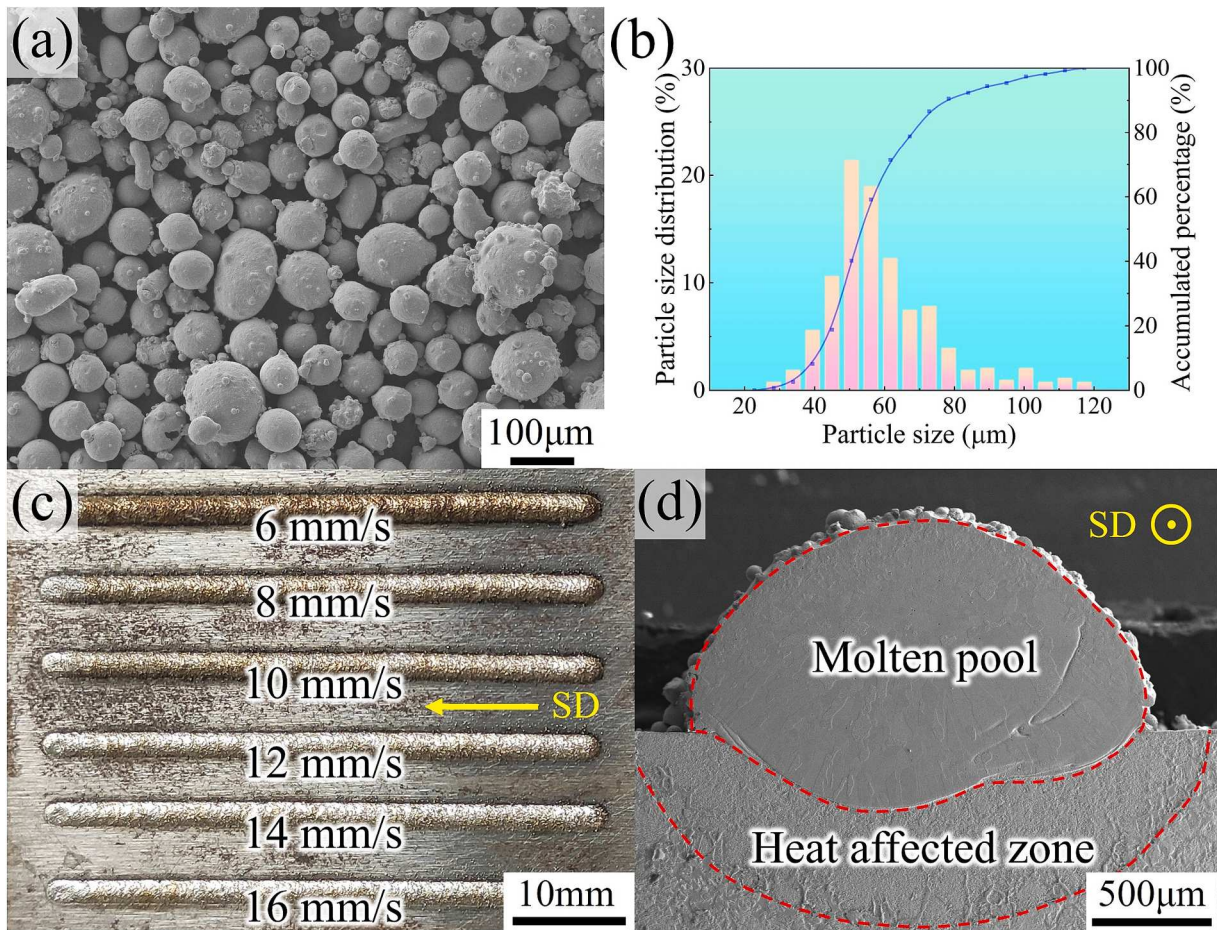 (a)
100μm
(b)
Particle size distribution (%)
30
20
10
0
20 40 60 80 100 120
Particle size (μm)
100
80
60
40
20
0
Accumulated percentage (%)
(c)
6 mm/s
8 mm/s
10 mm/s
SD
12 mm/s
14 mm/s
16 mm/s
10mm
(d)
SD
Molten pool
Heat affected zone
500μm